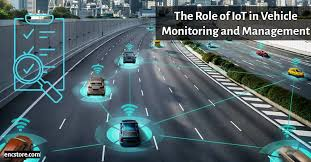 The Role of IoT in Vehicle
Monitoring and Management
encstore.com